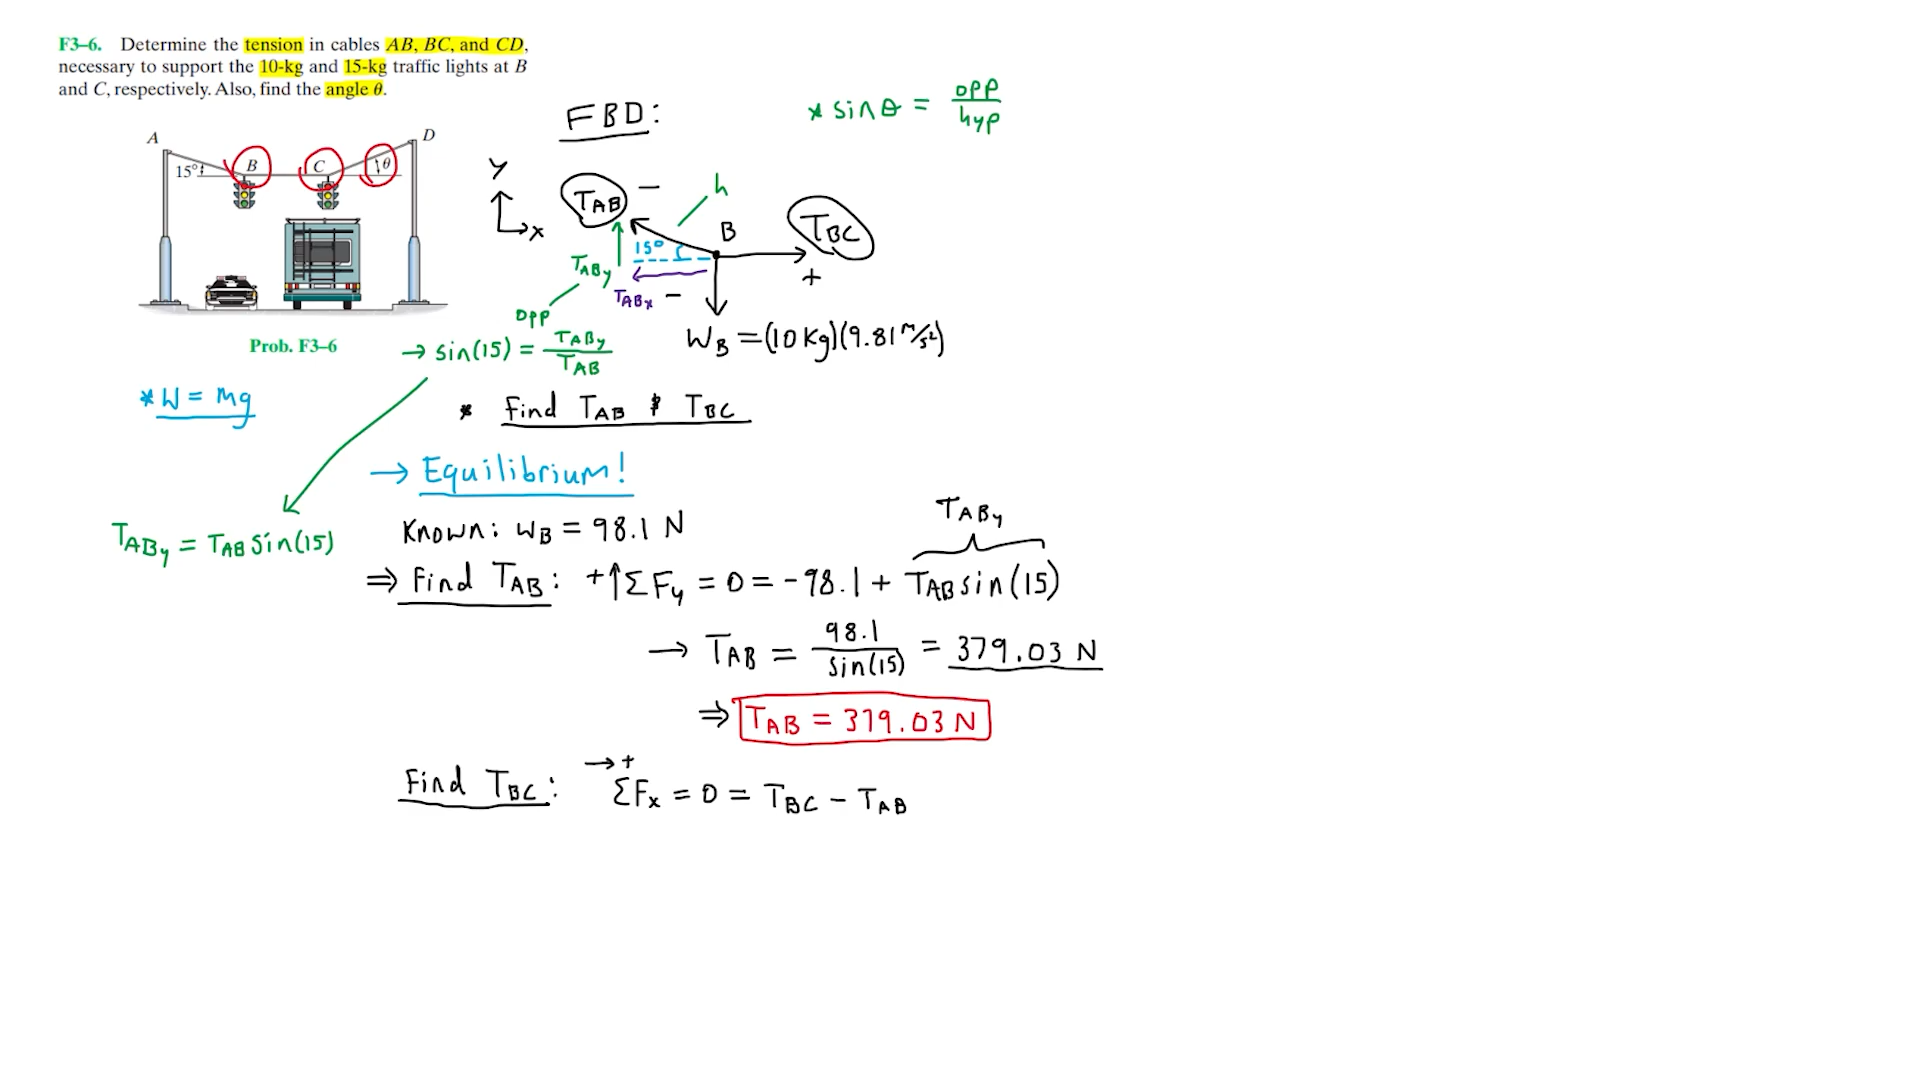 F3–6. Determine the tension in cables AB, BC, and CD,
necessary to support the 10-kg and 15-kg traffic lights at B
and C, respectively. Also, find the angle θ.
A
D
15°
B
C
θ
Prob. F3–6
* W = mg
FBD:
* sinθ = opp/hyp
y
x
TAB
−
h
B
TBC
+
15°
TABy
TABx −
opp
→ sin(15) = TABy/TAB
WB = (10 kg)(9.81 m/s²)
* Find TAB & TBC
→ Equilibrium!
TABy = TAB sin(15)
Known: WB = 98.1 N
TABy
⇒ Find TAB: +↑ΣFy = 0 = -98.1 + TAB sin(15)
→ TAB = 98.1/sin(15) = 379.03 N
⇒ TAB = 379.03 N
Find TBC: →+ ΣFx = 0 = TBC − TAB